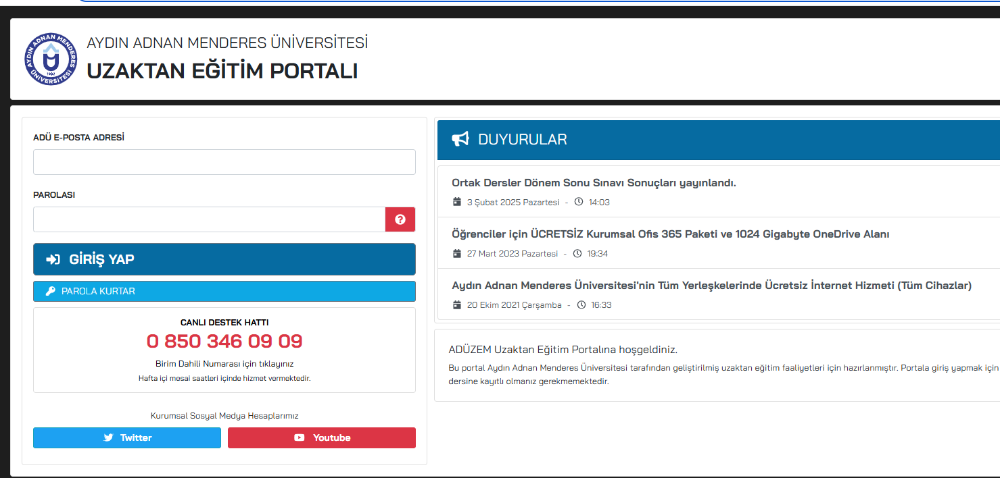 AYDIN ADNAN MENDERES ÜNİVERSİTESİ
1992
AYDIN ADNAN MENDERES ÜNİVERSİTESİ
UZAKTAN EĞİTİM PORTALI
ADÜ E-POSTA ADRESİ
PAROLASI
GİRİŞ YAP
PAROLA KURTAR
CANLI DESTEK HATTI
0 850 346 09 09
Birim Dahili Numarası için tıklayınız
Hafta içi mesai saatleri içinde hizmet vermektedir.
Kurumsal Sosyal Medya Hesaplarımız
Twitter
Youtube
DUYURULAR
Ortak Dersler Dönem Sonu Sınavı Sonuçları yayınlandı.
3 Şubat 2025 Pazartesi - 14:03
Öğrenciler için ÜCRETSİZ Kurumsal Ofis 365 Paketi ve 1024 Gigabyte OneDrive Alanı
27 Mart 2023 Pazartesi - 19:34
Aydın Adnan Menderes Üniversitesi'nin Tüm Yerleşkelerinde Ücretsiz İnternet Hizmeti (Tüm Cihazlar)
20 Ekim 2021 Çarşamba - 16:33
ADÜZEM Uzaktan Eğitim Portalına hoşgeldiniz.
Bu portal Aydın Adnan Menderes Üniversitesi tarafından geliştirilmiş uzaktan eğitim faaliyetleri için hazırlanmıştır. Portala giriş yapmak için
dersine kayıtlı olmanız gerekmemektedir.